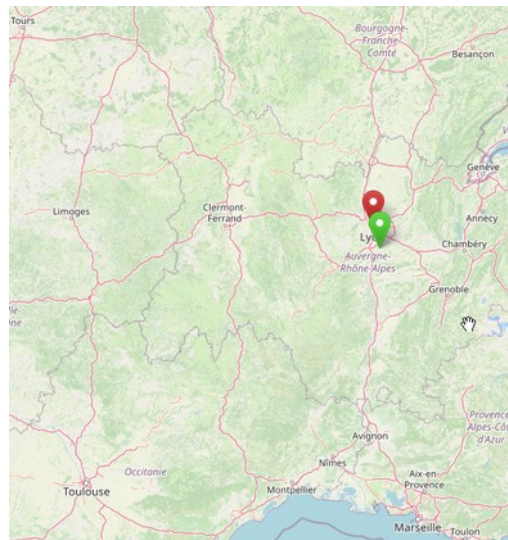 Tours
Bourgogne-
Franche-
Comté
Besançon
Genève
Limoges
Clermont-
Ferrand
Annecy
Chambéry
Auvergne-
Rhône Alpes
Grenoble
Provence
Alpes-Cô
d'Azur
Avignon
Occitanie
Nîmes
Aix-en-
Provence
Toulouse
Montpellier
Marseille
Toulon